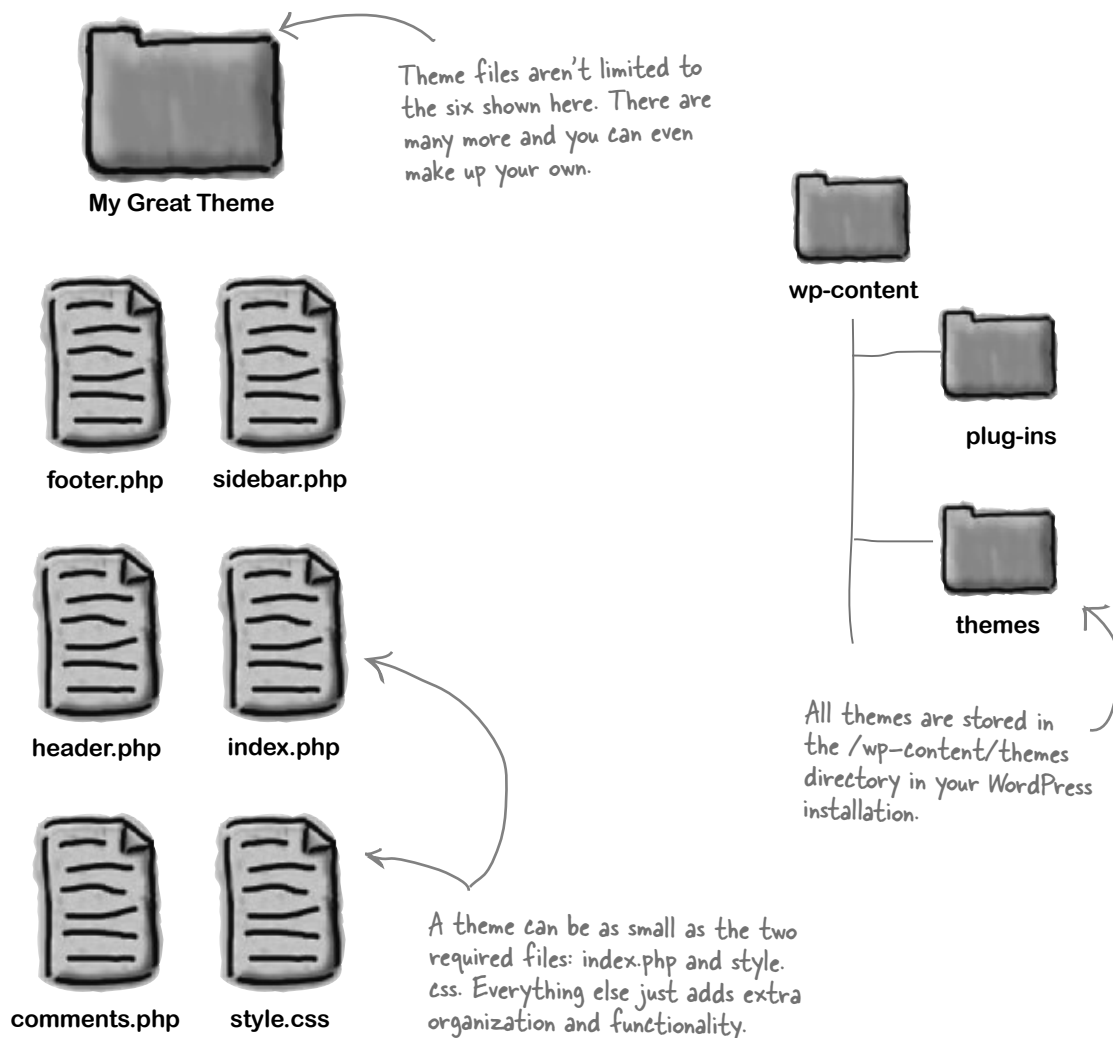 Theme files aren't limited to
the six shown here. There are
many more and you can even
make up your own.
My Great Theme
footer.php
sidebar.php
header.php
index.php
comments.php
style.css
A theme can be as small as the two
required files: index.php and style.
css. Everything else just adds extra
organization and functionality.
wp-content
plug-ins
themes
All themes are stored in
the /wp-content/themes
directory in your WordPress
installation.